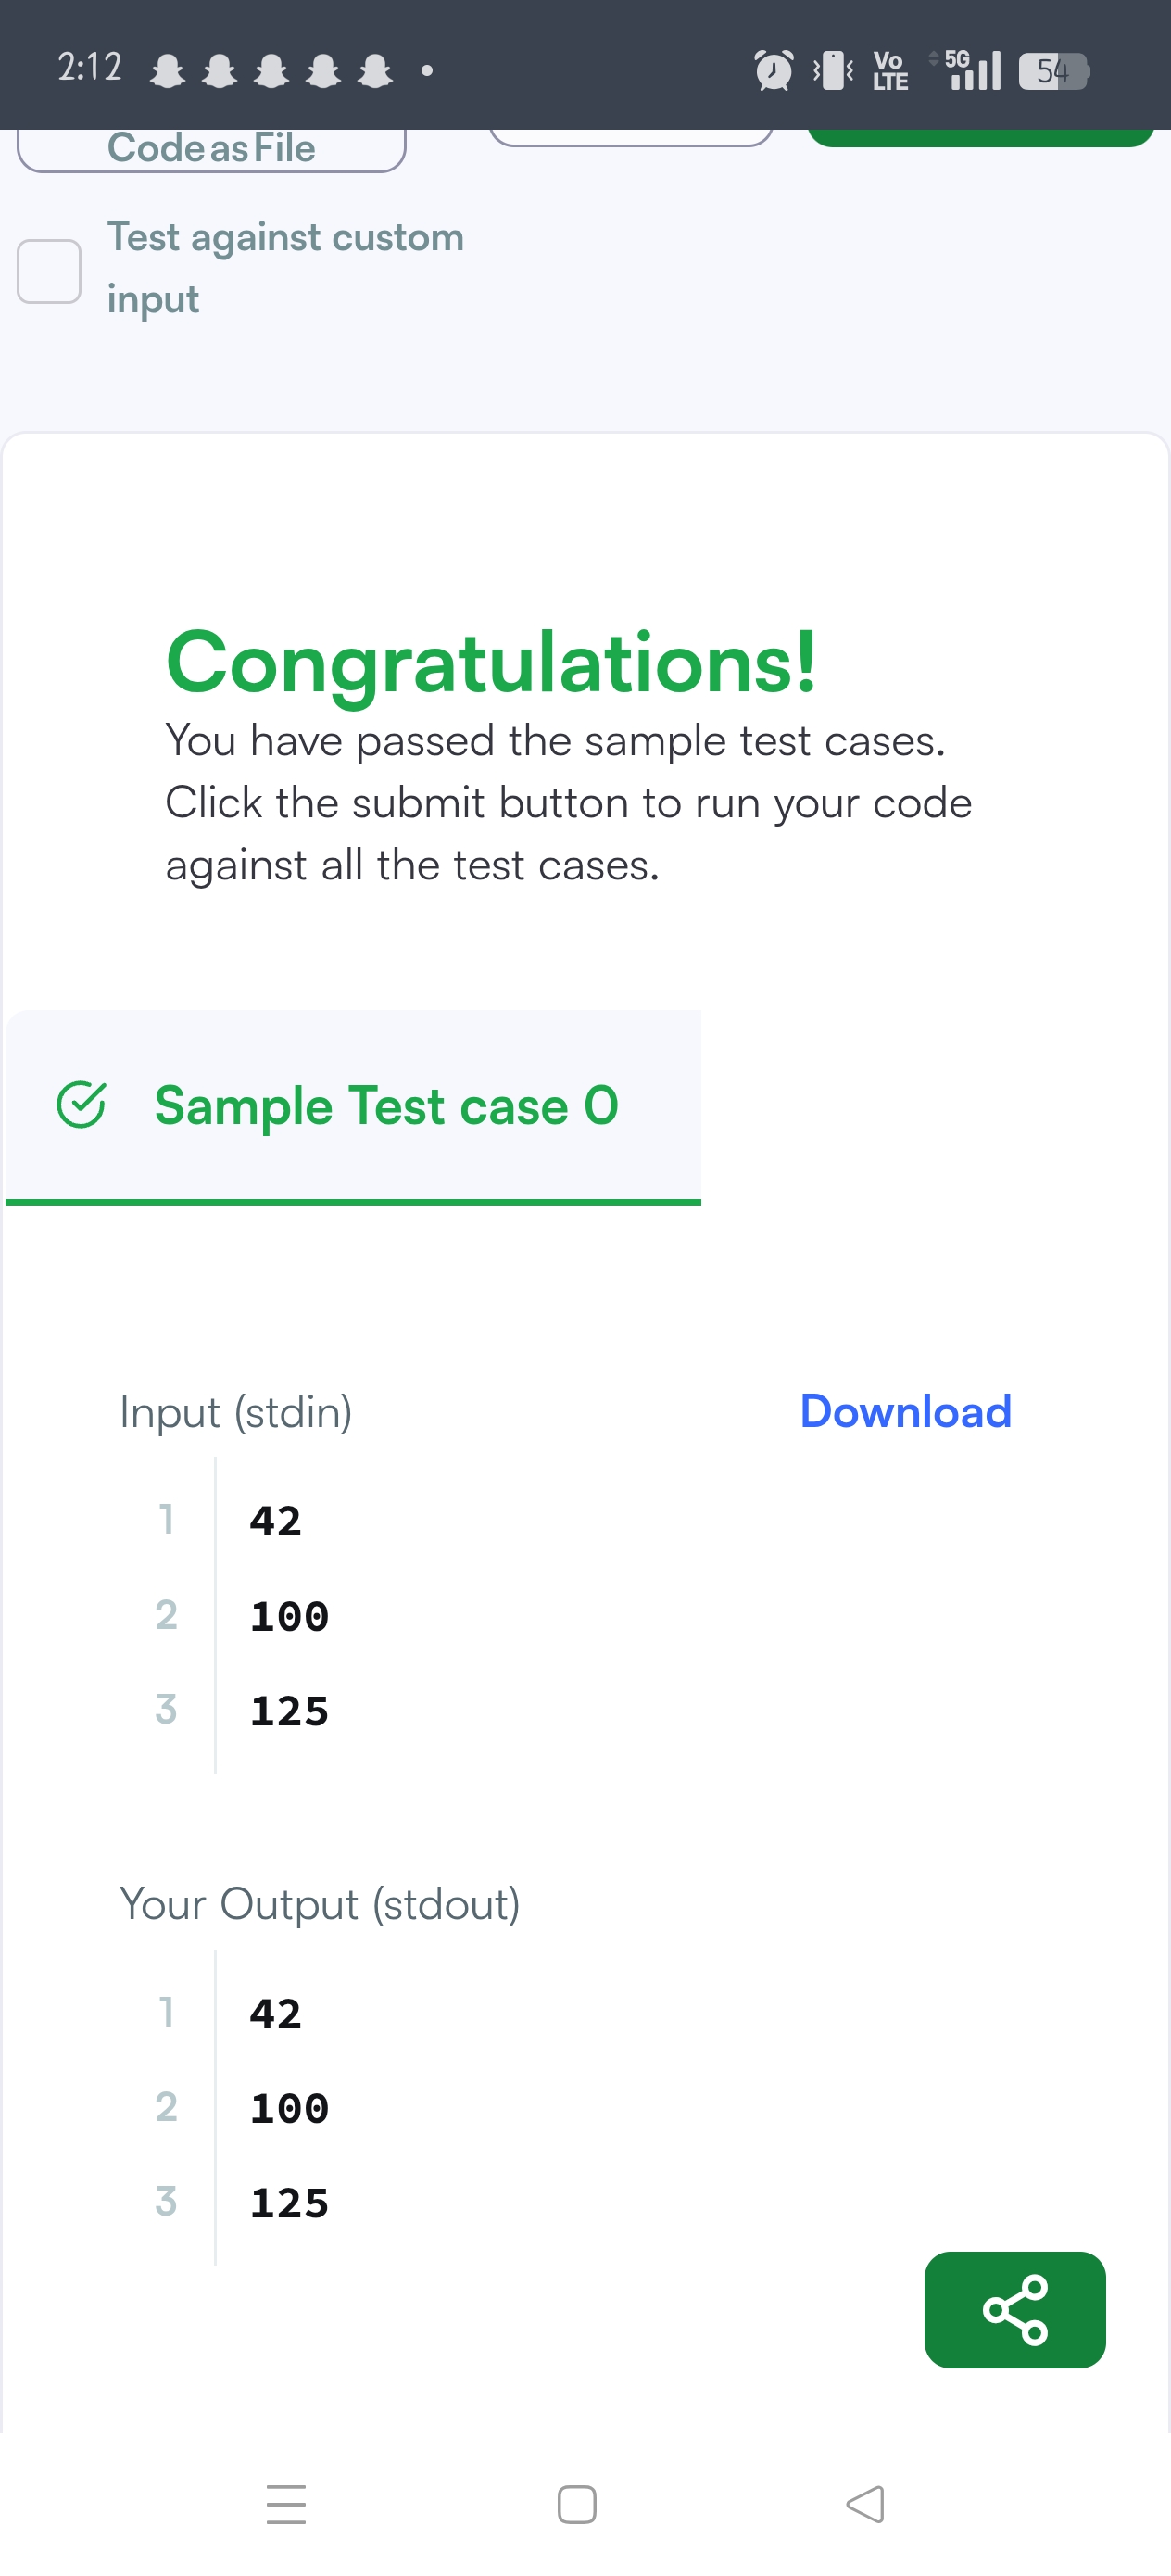 2:12
Vo
LTE
5G
54
Code as File
Test against custom
input
Congratulations!
You have passed the sample test cases.
Click the submit button to run your code
against all the test cases.
Sample Test case 0
Input (stdin)
Download
1 42
2 100
3 125
Your Output (stdout)
1 42
2 100
3 125